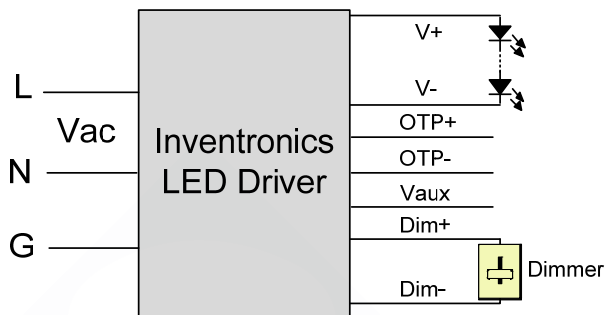 L
Vac
N
G
Inventronics
LED Driver
V+
V-
OTP+
OTP-
Vaux
Dim+
Dim-
Dimmer